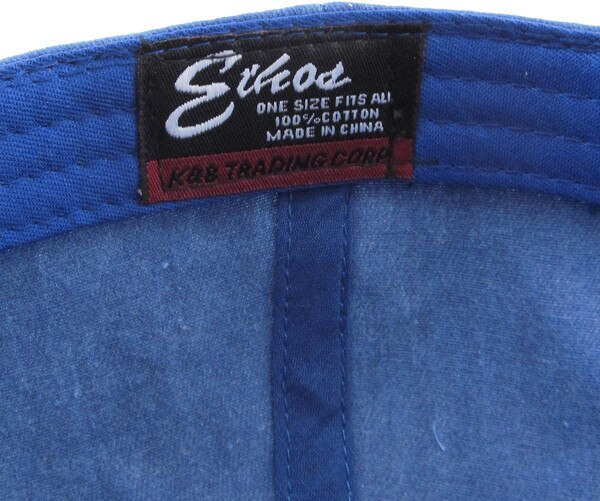 Ethos
ONE SIZE FITS ALL
100% COTTON
MADE IN CHINA
K&B TRADING CORP